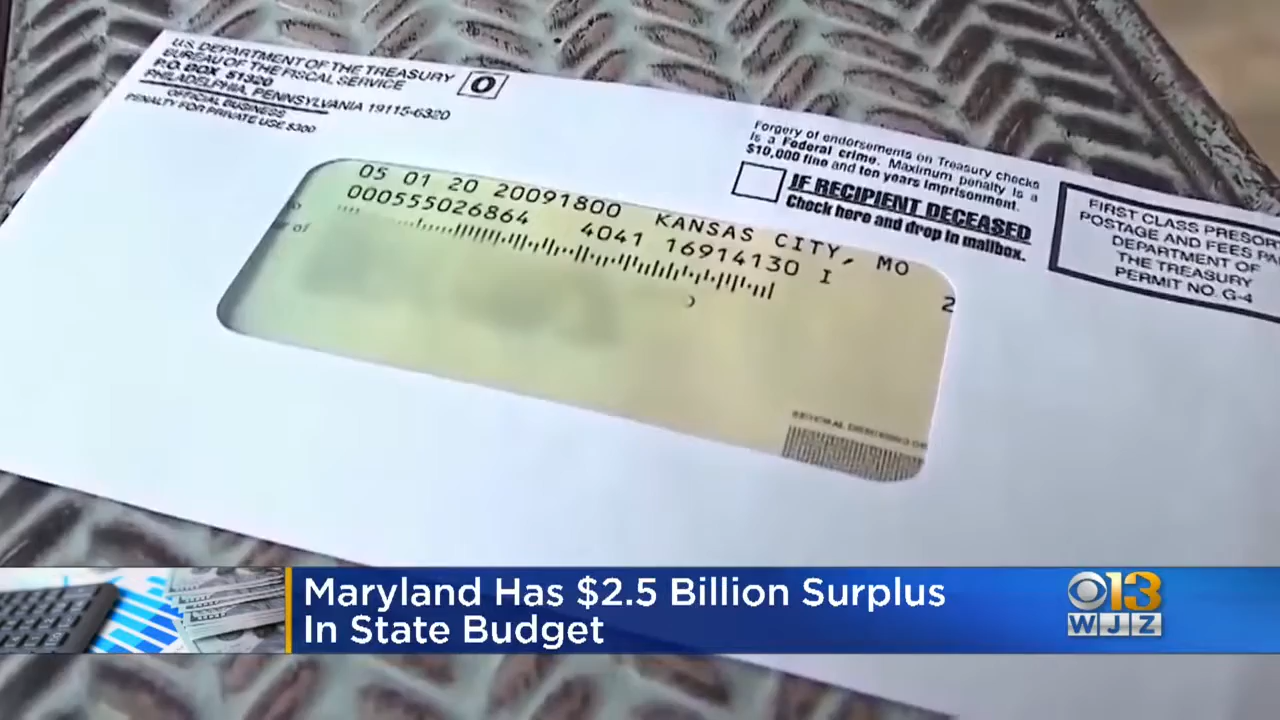 U.S. DEPARTMENT OF THE TREASURY
BUREAU OF THE FISCAL SERVICE
P.O. BOX 51320
PHILADELPHIA, PENNSYLVANIA 19115-6320
OFFICIAL BUSINESS
PENALTY FOR PRIVATE USE $300
0
Forgery of endorsements on Treasury checks
is a Federal crime. Maximum penalty is a
$10,000 fine and ten years imprisonment.
IF RECIPIENT DECEASED
Check here and drop in mailbox.
FIRST CLASS PRESOR
POSTAGE AND FEES PA
DEPARTMENT OF
THE TREASURY
PERMIT NO. G-4
05 01 20 20091800 KANSAS CITY, MO
000555026864 4041 16914130 I
2
of
Maryland Has $2.5 Billion Surplus
In State Budget
13
WJZ